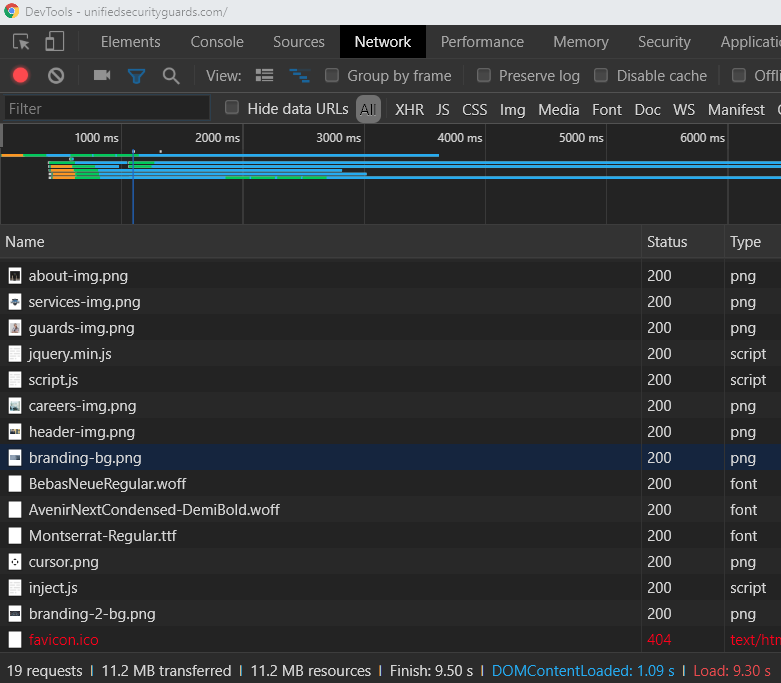 DevTools - unifiedsecurityguards.com/
Elements Console Sources Network Performance Memory Security Applicati
View: Group by frame Preserve log Disable cache Offli
Filter Hide data URLs All XHR JS CSS Img Media Font Doc WS Manifest
1000 ms 2000 ms 3000 ms 4000 ms 5000 ms 6000 ms
Name Status Type
about-img.png 200 png
services-img.png 200 png
guards-img.png 200 png
jquery.min.js 200 script
script.js 200 script
careers-img.png 200 png
header-img.png 200 png
branding-bg.png 200 png
BebasNeueRegular.woff 200 font
AvenirNextCondensed-DemiBold.woff 200 font
Montserrat-Regular.ttf 200 font
cursor.png 200 png
inject.js 200 script
branding-2-bg.png 200 png
favicon.ico 404 text/htm
19 requests | 11.2 MB transferred | 11.2 MB resources | Finish: 9.50 s | DOMContentLoaded: 1.09 s | Load: 9.30 s